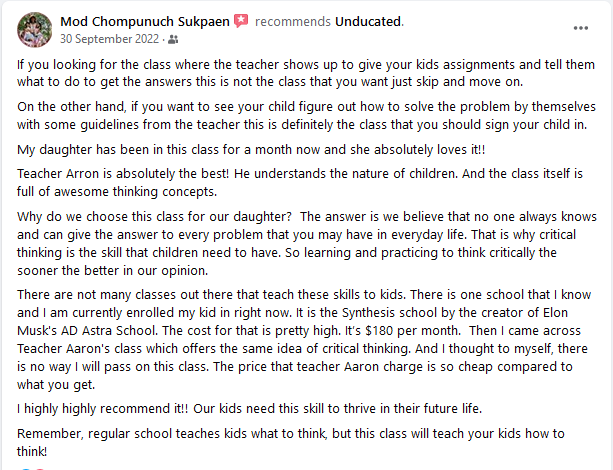 Mod Chompunuch Sukpaen recommends Unducated.
30 September 2022 ·
If you looking for the class where the teacher shows up to give your kids assignments and tell them
what to do to get the answers this is not the class that you want just skip and move on.
On the other hand, if you want to see your child figure out how to solve the problem by themselves
with some guidelines from the teacher this is definitely the class that you should sign your child in.
My daughter has been in this class for a month now and she absolutely loves it!!
Teacher Arron is absolutely the best! He understands the nature of children. And the class itself is
full of awesome thinking concepts.
Why do we choose this class for our daughter?  The answer is we believe that no one always knows
and can give the answer to every problem that you may have in everyday life. That is why critical
thinking is the skill that children need to have. So learning and practicing to think critically the
sooner the better in our opinion.
There are not many classes out there that teach these skills to kids. There is one school that I know
and I am currently enrolled my kid in right now. It is the Synthesis school by the creator of Elon
Musk's AD Astra School. The cost for that is pretty high. It's $180 per month.  Then I came across
Teacher Aaron's class which offers the same idea of critical thinking. And I thought to myself, there
is no way I will pass on this class. The price that teacher Aaron charge is so cheap compared to
what you get.
I highly highly recommend it!! Our kids need this skill to thrive in their future life.
Remember, regular school teaches kids what to think, but this class will teach your kids how to
think!